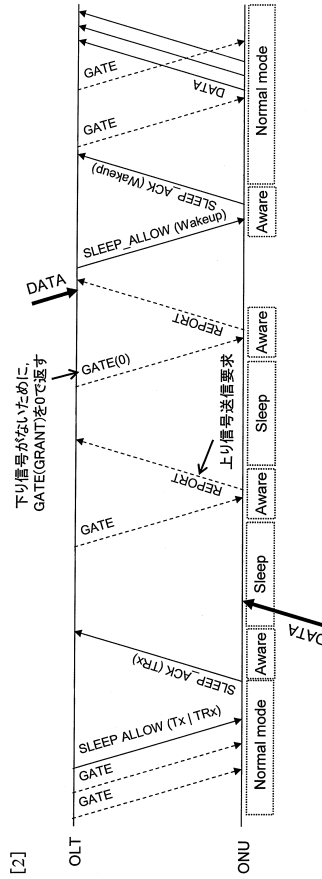 [2]
下り信号がないために,
GATE(GRANT)を0で返す
DATA
OLT
GATE
GATE
SLEEP ALLOW (Tx | TRx)
SLEEP_ACK (TRx)
GATE
REPORT
上り信号送信要求
GATE(0)
REPORT
SLEEP_ALLOW (Wakeup)
SLEEP_ACK (Wakeup)
GATE
GATE
DATA
ONU
Normal mode
Aware
Sleep
Aware
Sleep
Aware
Aware
Normal mode
DATA